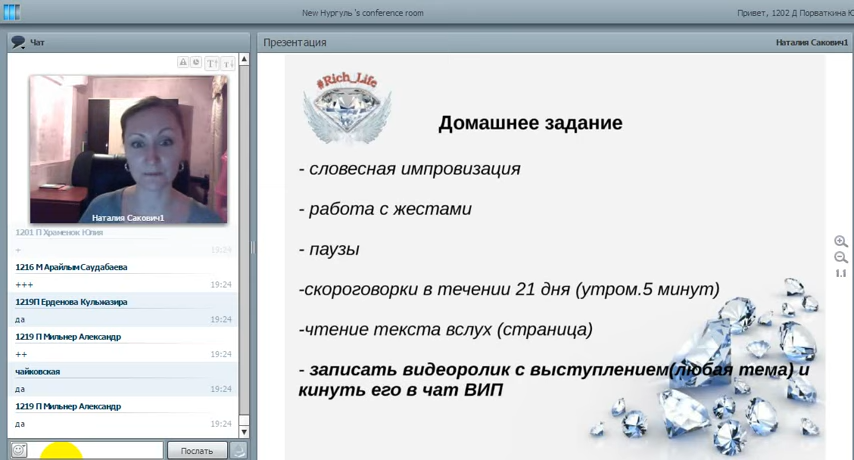 New Нургуль 's conference room
Привет, 1202 Д Порваткина Ю
Чат
Наталия Сакович1
1201 П Храменок Юлия
+
19:24
1216 М Арайлым Саудабаева
+++
19:24
1219П Ерденова Кульжазира
да
19:24
1219 П Мильнер Александр
++
19:24
чайковская
да
19:24
1219 П Мильнер Александр
да
19:24
Послать
Презентация
Наталия Сакович1
#Rich_Life
Домашнее задание
- словесная импровизация
- работа с жестами
- паузы
-скороговорки в течении 21 дня (утром.5 минут)
-чтение текста вслух (страница)
- записать видеоролик с выступлением(любая тема) и
кинуть его в чат ВИП
1:1